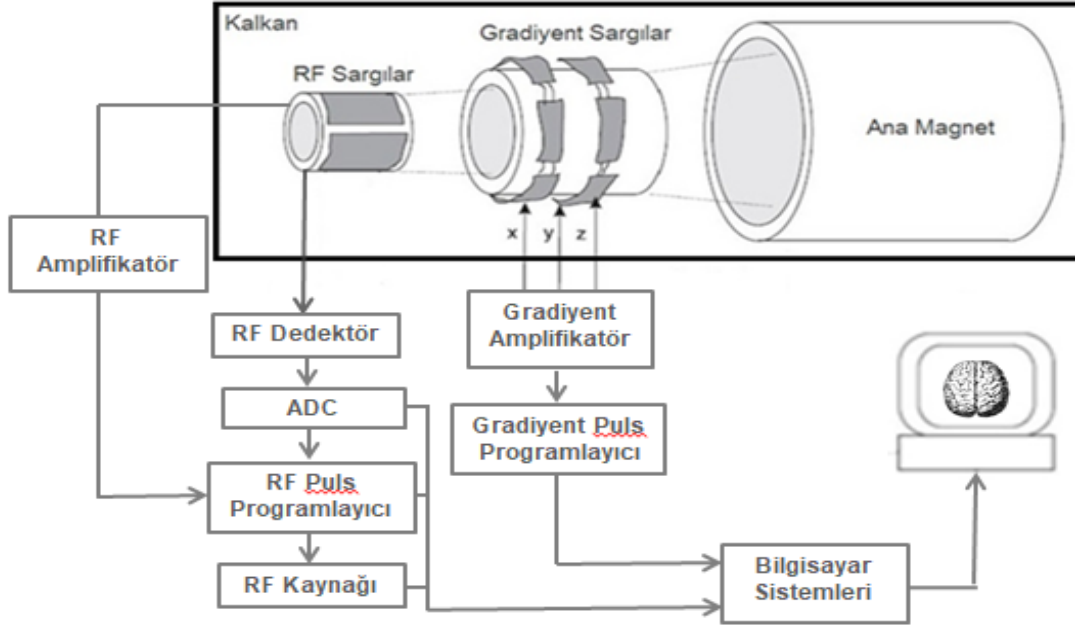 Kalkan
Gradiyent Sargılar
RF Sargılar
Ana Magnet
x y z
RF
Amplifikatör
RF Dedektör
Gradiyent
Amplifikatör
ADC
Gradiyent Puls
Programlayıcı
RF Puls
Programlayıcı
RF Kaynağı
Bilgisayar
Sistemleri